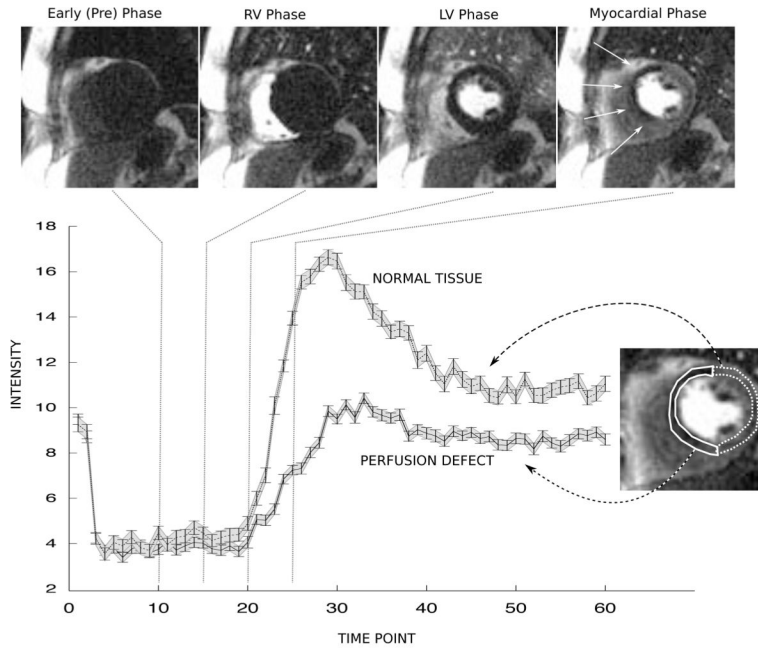 Early (Pre) Phase
RV Phase
LV Phase
Myocardial Phase
18
16
14
12
10
8
6
4
2
INTENSITY
NORMAL TISSUE
PERFUSION DEFECT
0
10
20
30
40
50
60
TIME POINT